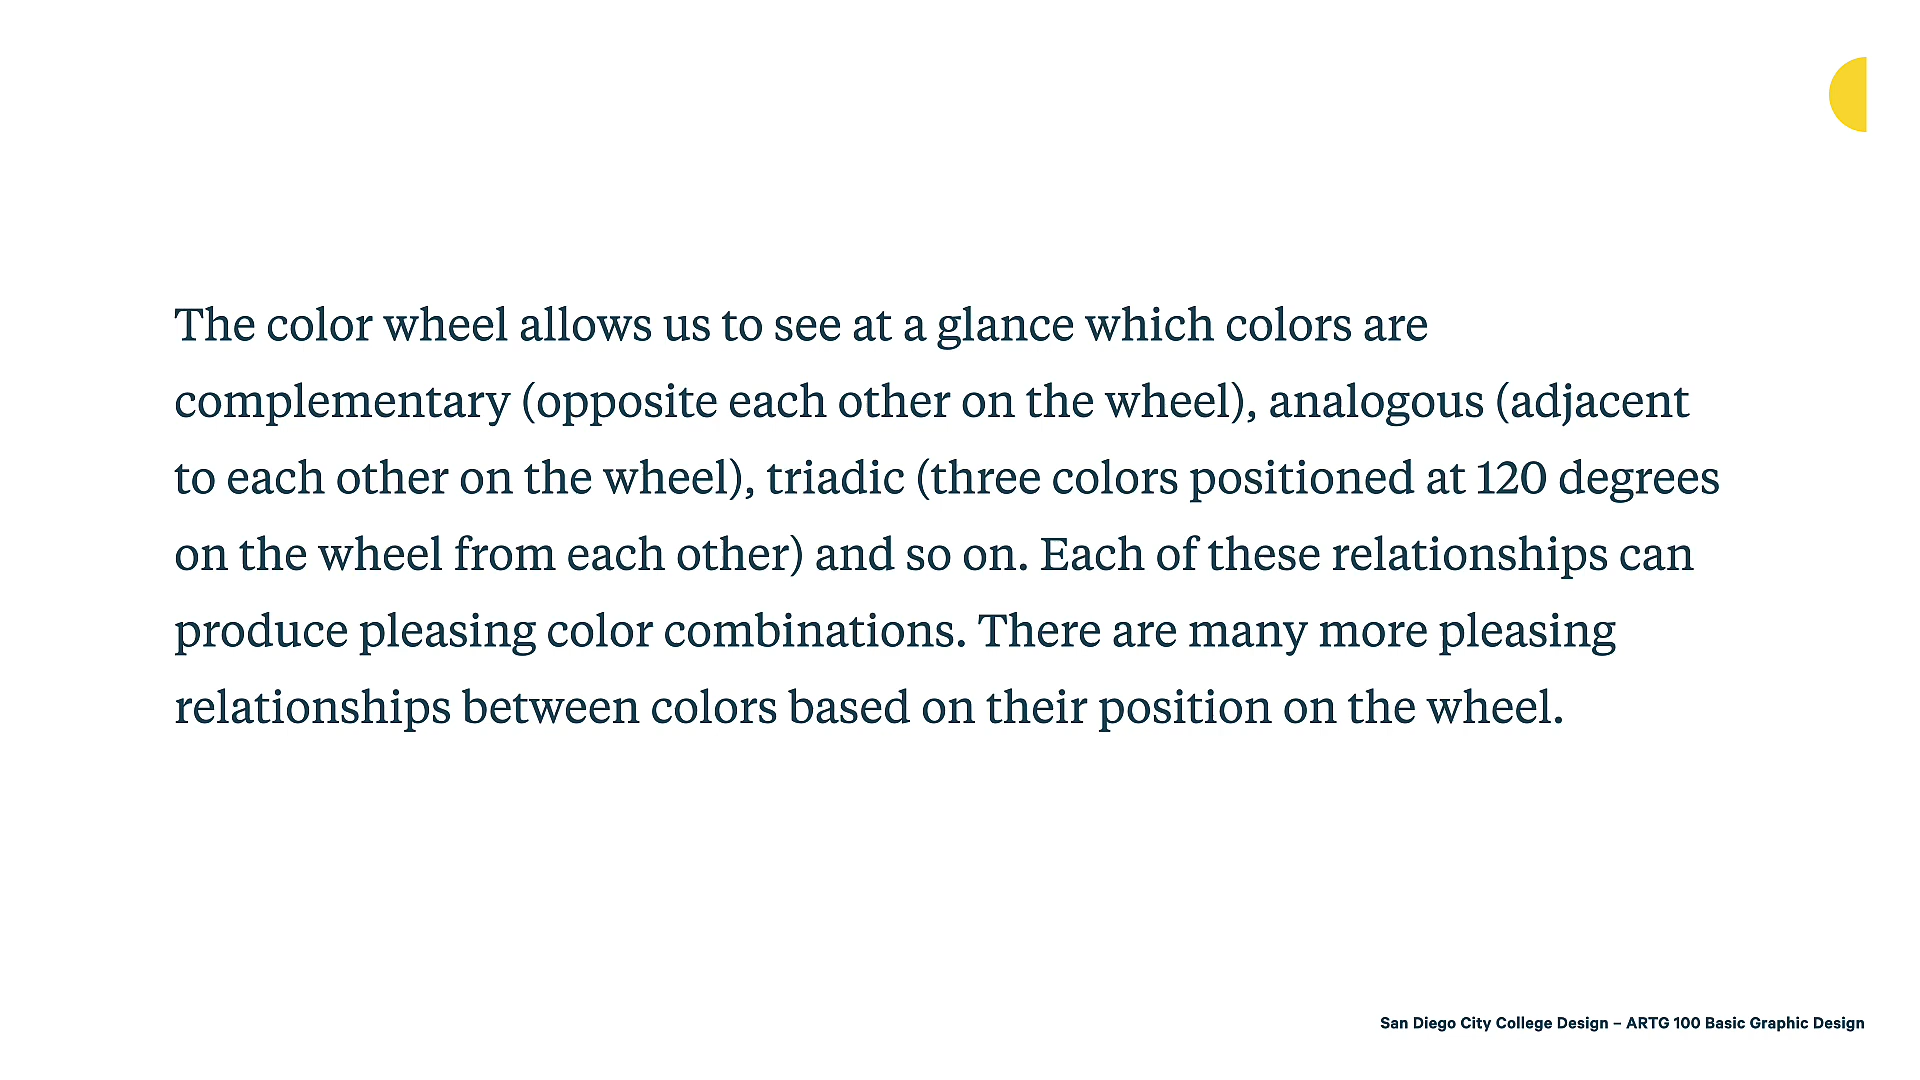 The color wheel allows us to see at a glance which colors are
complementary (opposite each other on the wheel), analogous (adjacent
to each other on the wheel), triadic (three colors positioned at 120 degrees
on the wheel from each other) and so on. Each of these relationships can
produce pleasing color combinations. There are many more pleasing
relationships between colors based on their position on the wheel.
San Diego City College Design – ARTG 100 Basic Graphic Design